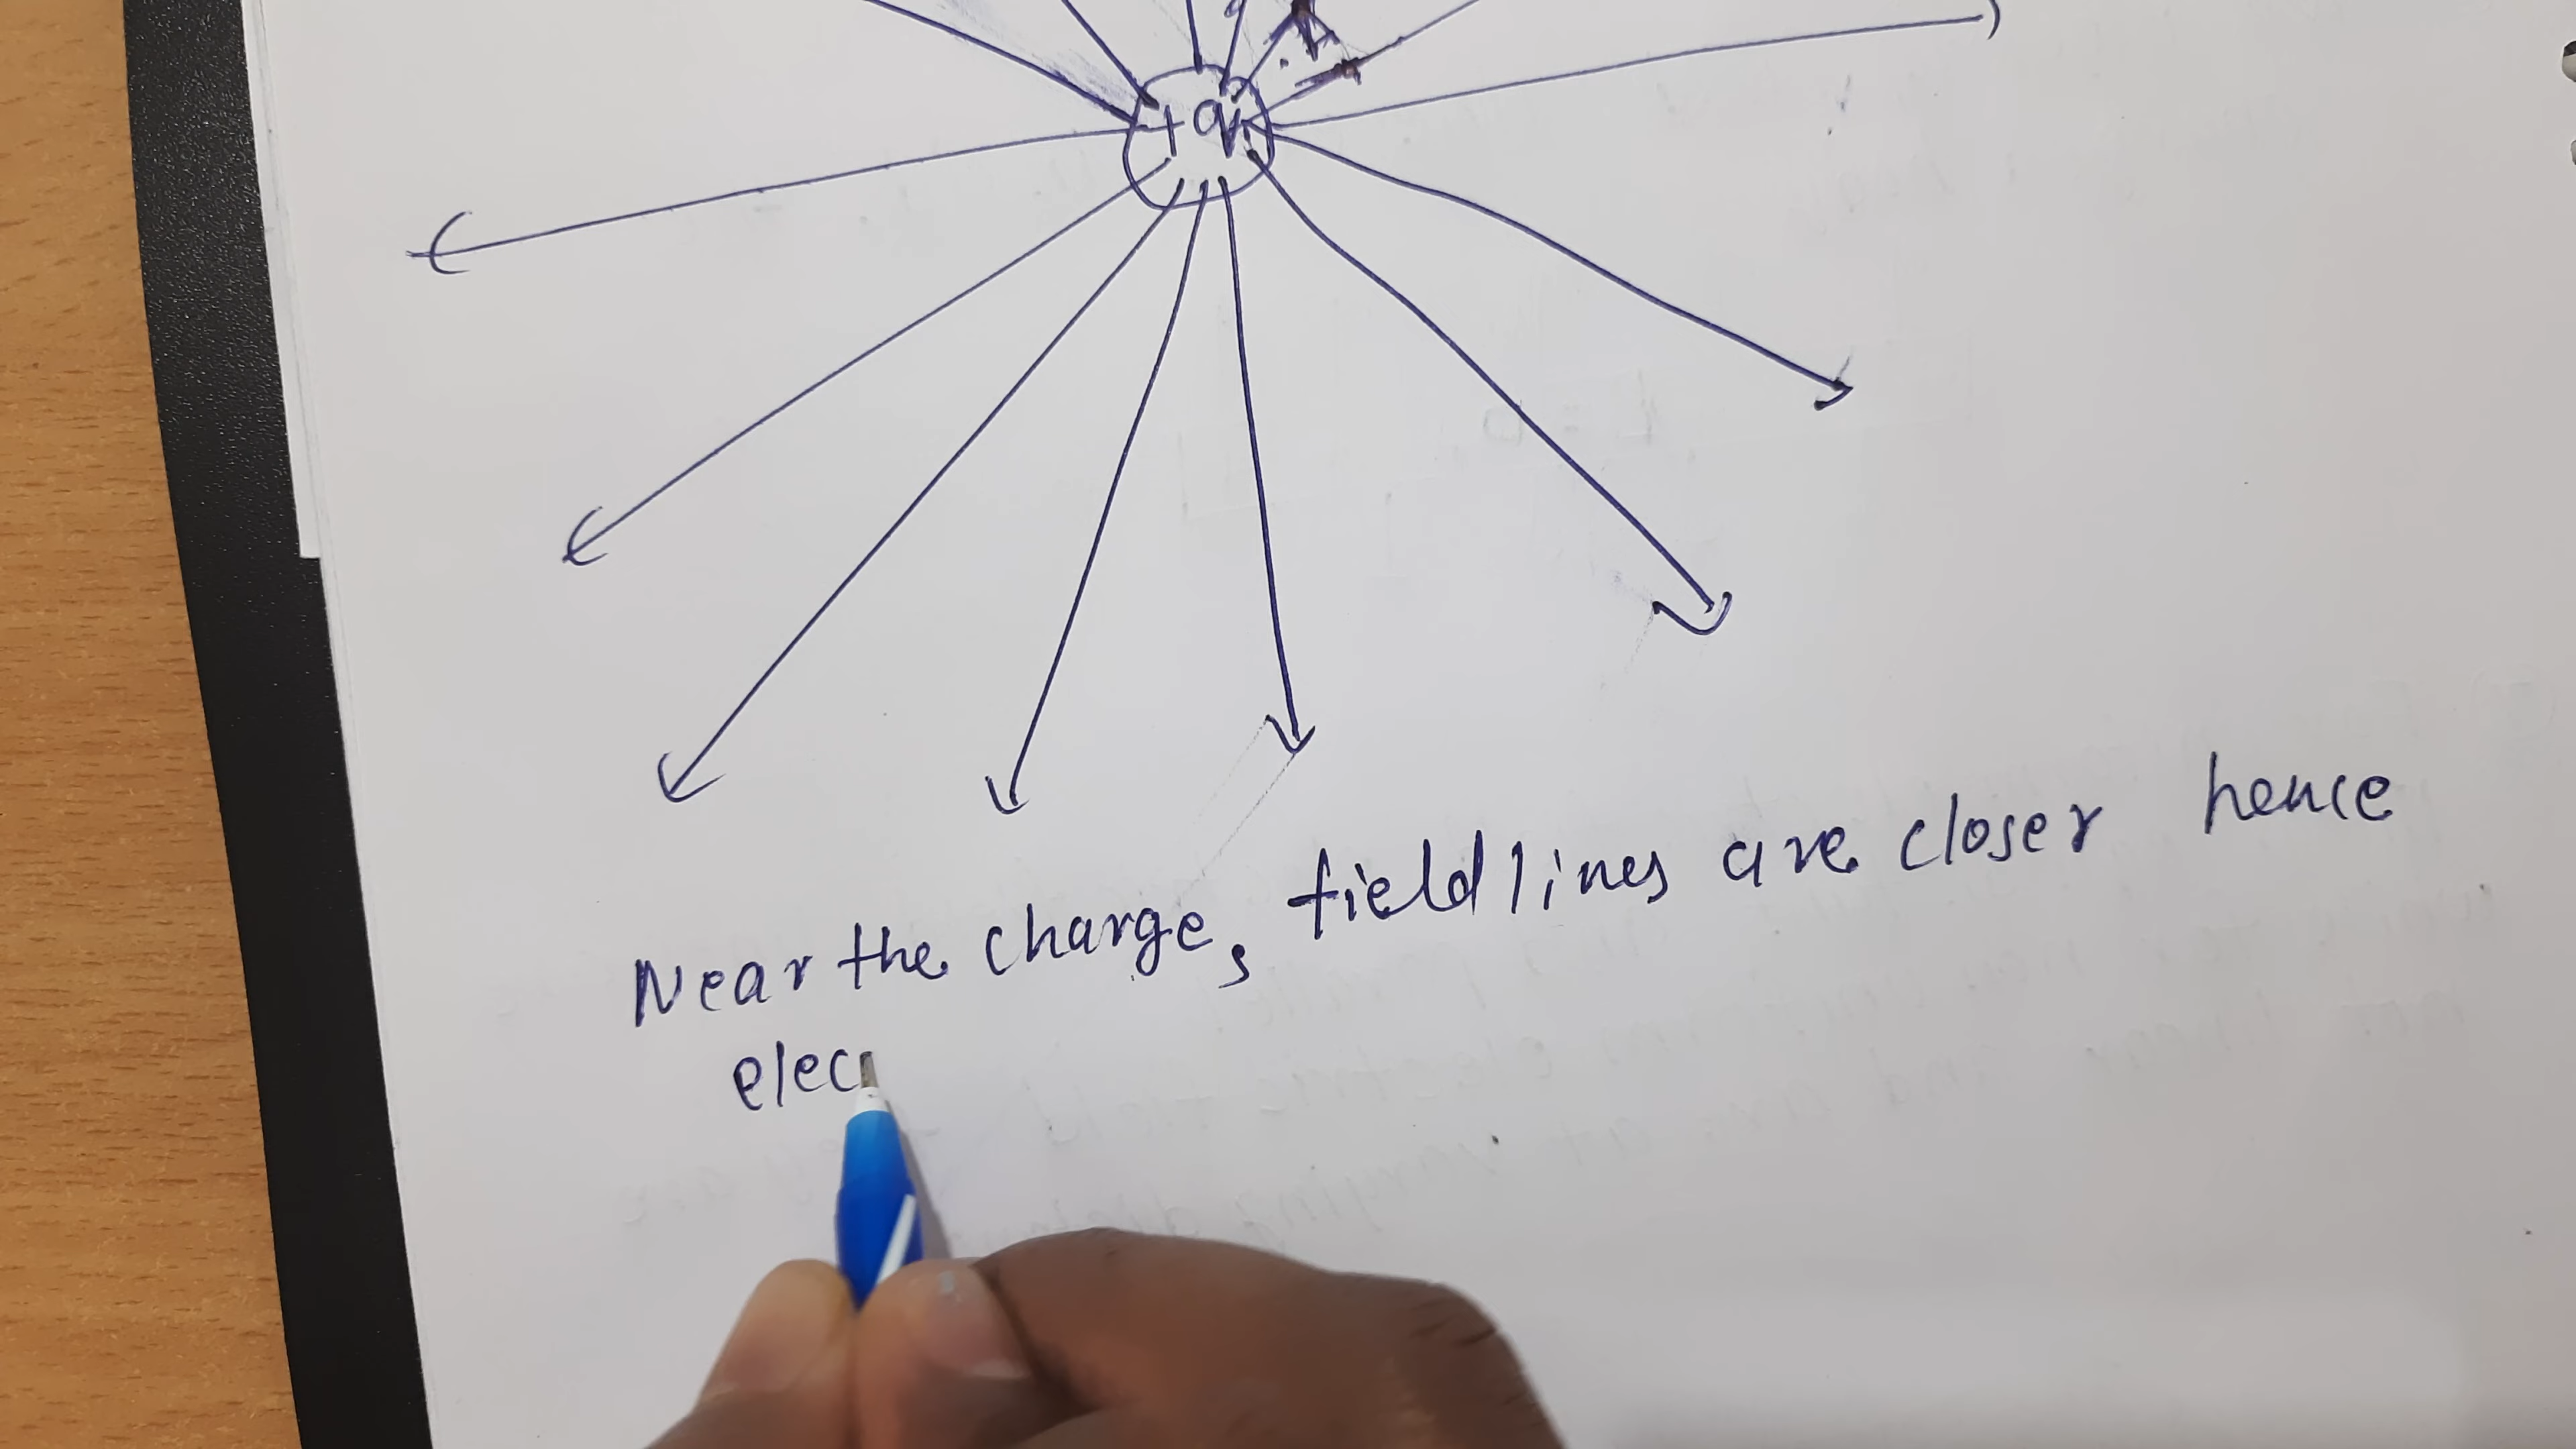 +q
Near the charge, field lines are closer hence
elec